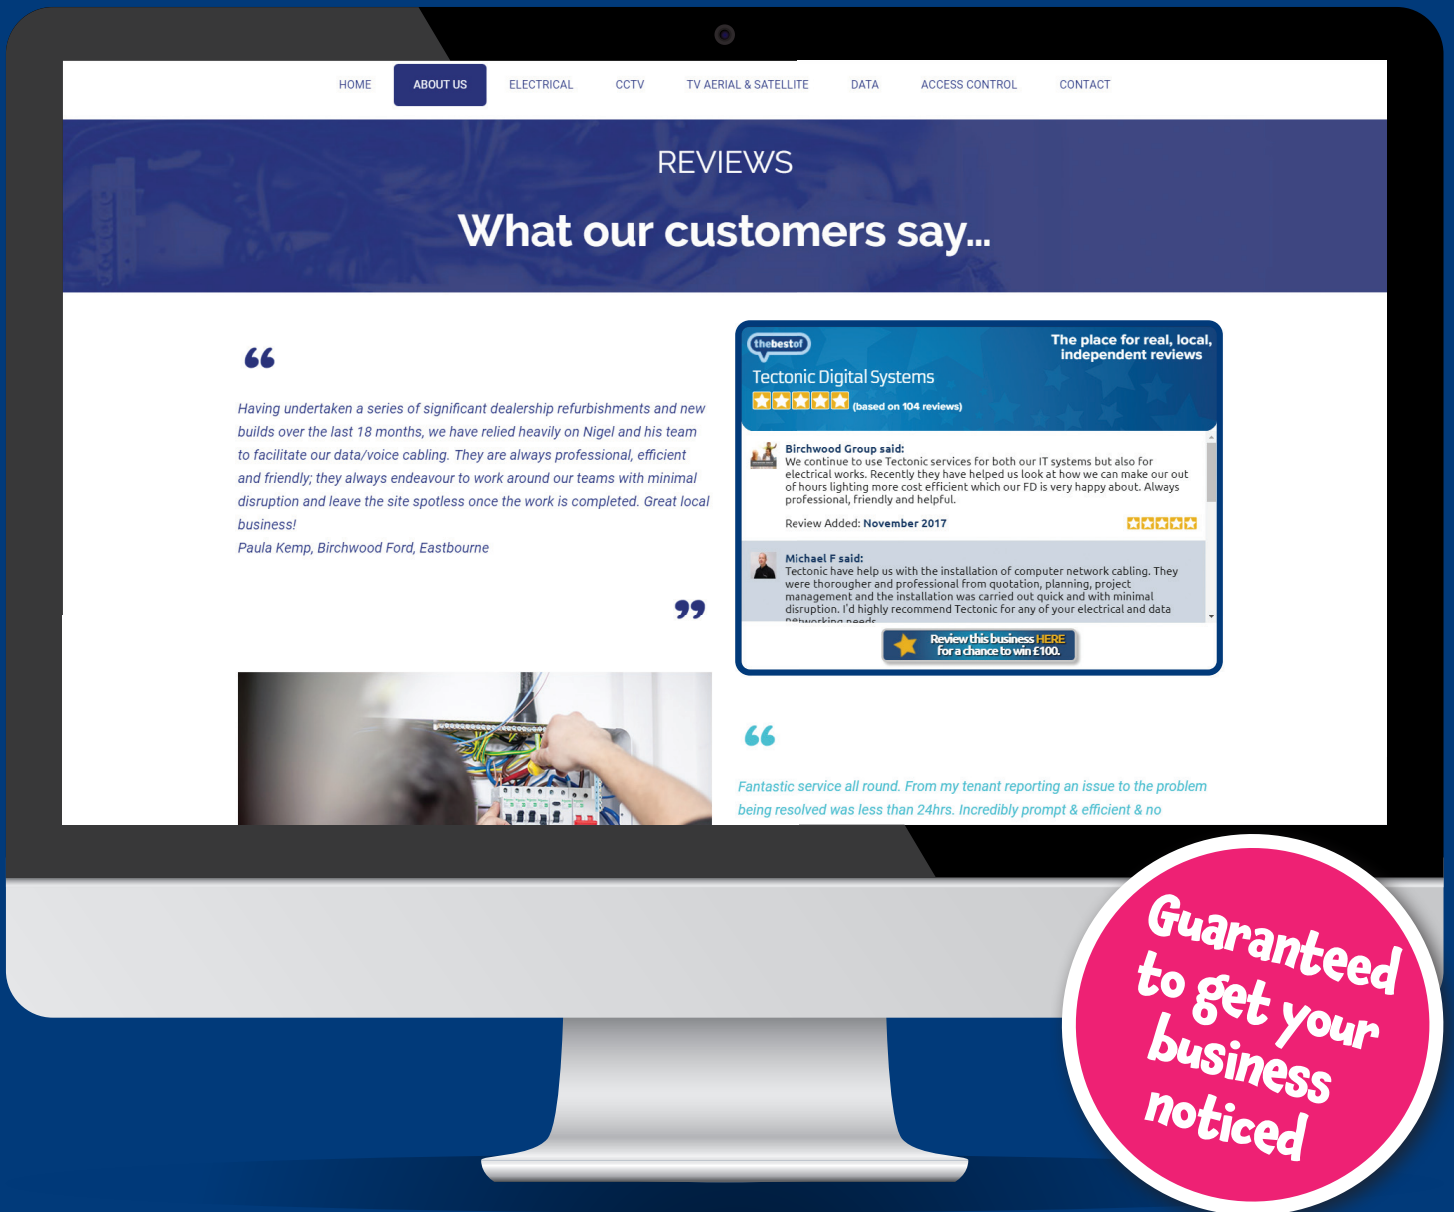 HOME ABOUT US ELECTRICAL CCTV TV AERIAL & SATELLITE DATA ACCESS CONTROL CONTACT
REVIEWS
What our customers say...
“
Having undertaken a series of significant dealership refurbishments and new
builds over the last 18 months, we have relied heavily on Nigel and his team
to facilitate our data/voice cabling. They are always professional, efficient
and friendly; they always endeavour to work around our teams with minimal
disruption and leave the site spotless once the work is completed. Great local
business!
Paula Kemp, Birchwood Ford, Eastbourne
”
thebestof
The place for real, local,
independent reviews
Tectonic Digital Systems
(based on 104 reviews)
Birchwood Group said:
We continue to use Tectonic services for both our IT systems but also for
electrical works. Recently they have helped us look at how we can make our out
of hours lighting more cost efficient which our FD is very happy about. Always
professional, friendly and helpful.
Review Added: November 2017
Michael F said:
Tectonic have help us with the installation of computer network cabling. They
were thorougher and professional from quotation, planning, project
management and the installation was carried out quick and with minimal
disruption. I'd highly recommend Tectonic for any of your electrical and data
networking needs
Review this business HERE
for a chance to win £100.
“
Fantastic service all round. From my tenant reporting an issue to the problem
being resolved was less than 24hrs. Incredibly prompt & efficient & no
Guaranteed
to get your
business
noticed